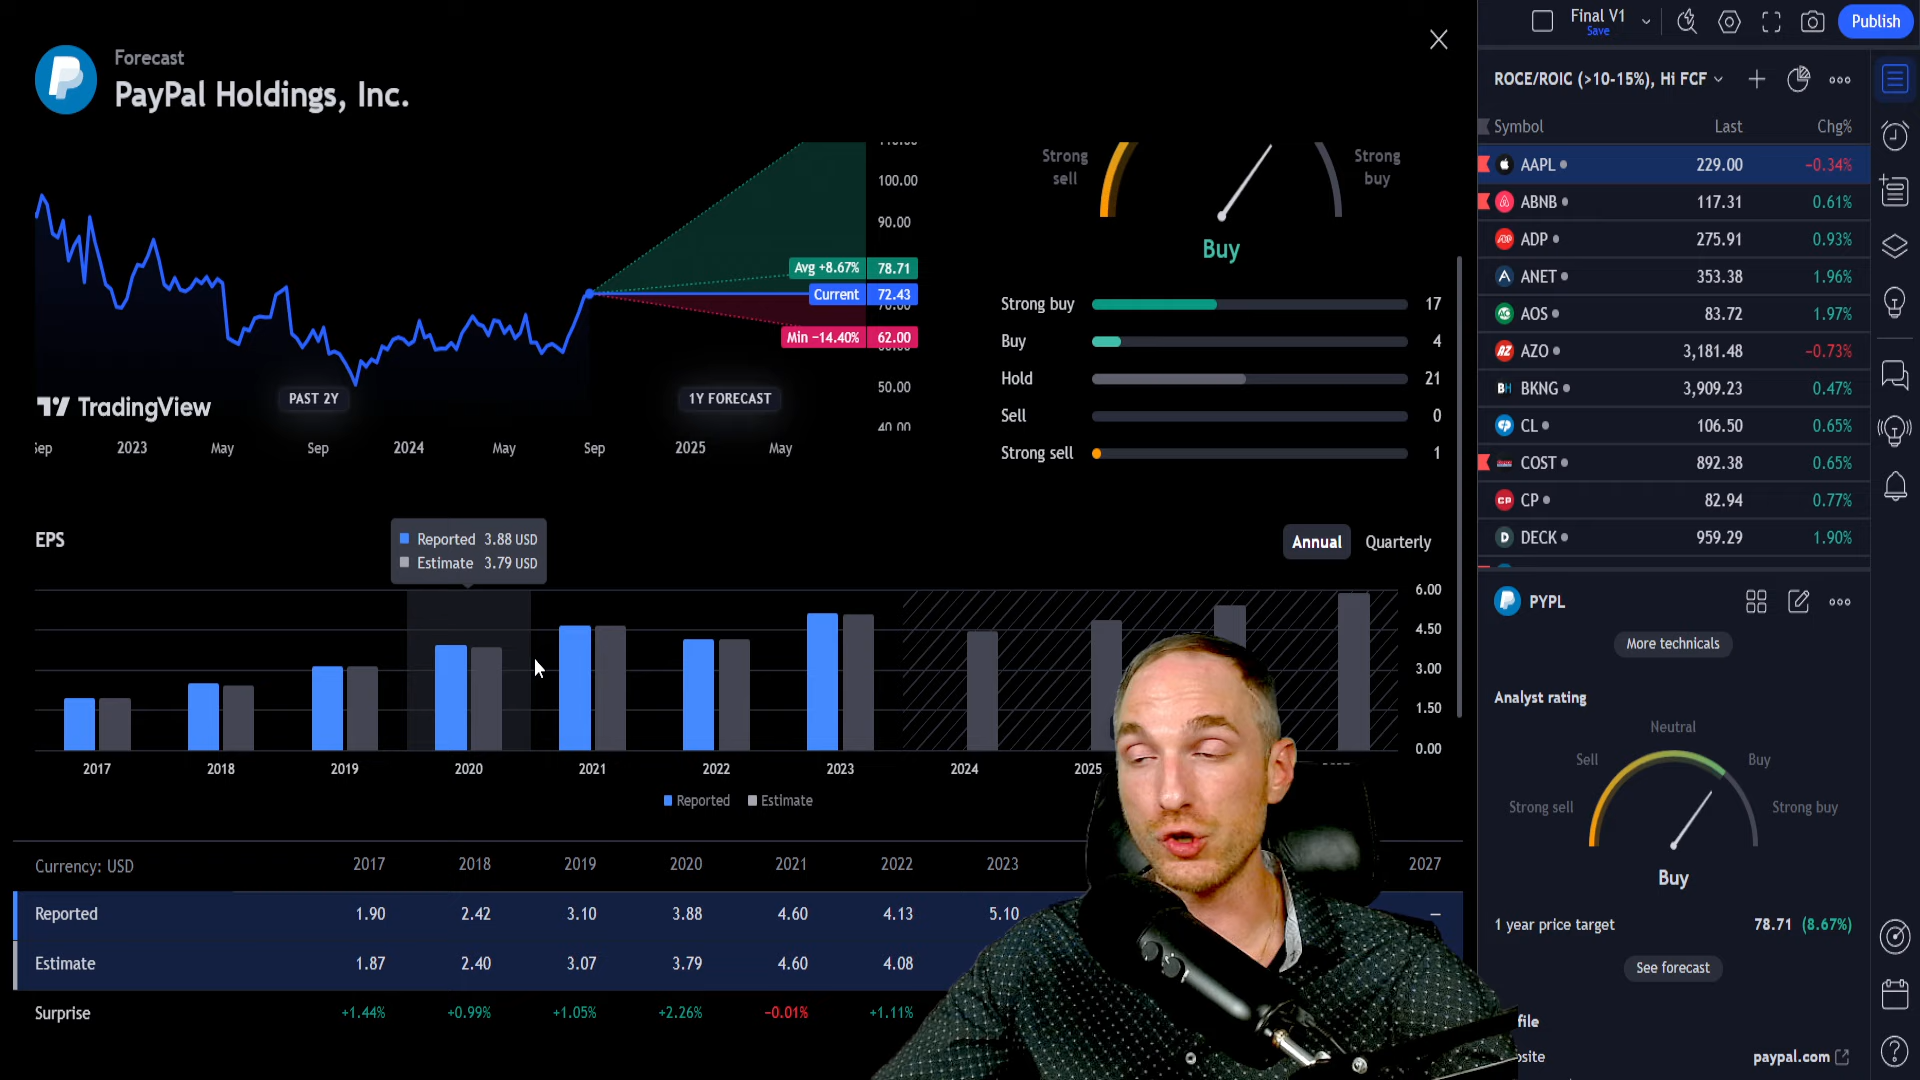 Forecast
PayPal Holdings, Inc.
100.00
90.00
Avg +8.67% 78.71
Current 72.43
Min −14.40% 62.00
50.00
40.00
TradingView
PAST 2Y
1Y FORECAST
Sep 2023 May Sep 2024 May Sep 2025 May
Strong sell
Strong buy
Buy
Strong buy 17
Buy 4
Hold 21
Sell 0
Strong sell 1
EPS
Reported 3.88 USD
Estimate 3.79 USD
Annual Quarterly
6.00
4.50
3.00
1.50
0.00
2017 2018 2019 2020 2021 2022 2023 2024 2025
Reported Estimate
Currency: USD 2017 2018 2019 2020 2021 2022 2023 2027
Reported 1.90 2.42 3.10 3.88 4.60 4.13 5.10 —
Estimate 1.87 2.40 3.07 3.79 4.60 4.08
Surprise +1.44% +0.99% +1.05% +2.26% −0.01% +1.11%
Final V1
Save
Publish
ROCE/ROIC (>10-15%), Hi FCF
Symbol Last Chg%
AAPL 229.00 −0.34%
ABNB 117.31 0.61%
ADP 275.91 0.93%
ANET 353.38 1.96%
AOS 83.72 1.97%
AZO 3,181.48 −0.73%
BKNG 3,909.23 0.47%
CL 106.50 0.65%
COST 892.38 0.65%
CP 82.94 0.77%
DECK 959.29 1.90%
PYPL
More technicals
Analyst rating
Neutral
Sell Buy
Strong sell Strong buy
Buy
1 year price target 78.71 (8.67%)
See forecast
file
bsite paypal.com